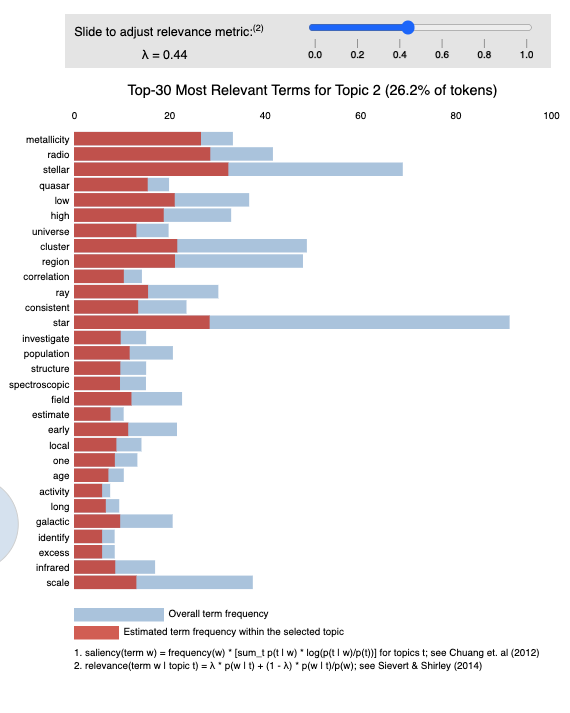 Slide to adjust relevance metric:(2)
λ = 0.44
0.0 0.2 0.4 0.6 0.8 1.0
Top-30 Most Relevant Terms for Topic 2 (26.2% of tokens)
0 20 40 60 80 100
metallicity
radio
stellar
quasar
low
high
universe
cluster
region
correlation
ray
consistent
star
investigate
population
structure
spectroscopic
field
estimate
early
local
one
age
activity
long
galactic
identify
excess
infrared
scale
Overall term frequency
Estimated term frequency within the selected topic
1. saliency(term w) = frequency(w) * [sum_t p(t | w) * log(p(t | w)/p(t))] for topics t; see Chuang et. al (2012)
2. relevance(term w | topic t) = λ * p(w | t) + (1 - λ) * p(w | t)/p(w); see Sievert & Shirley (2014)